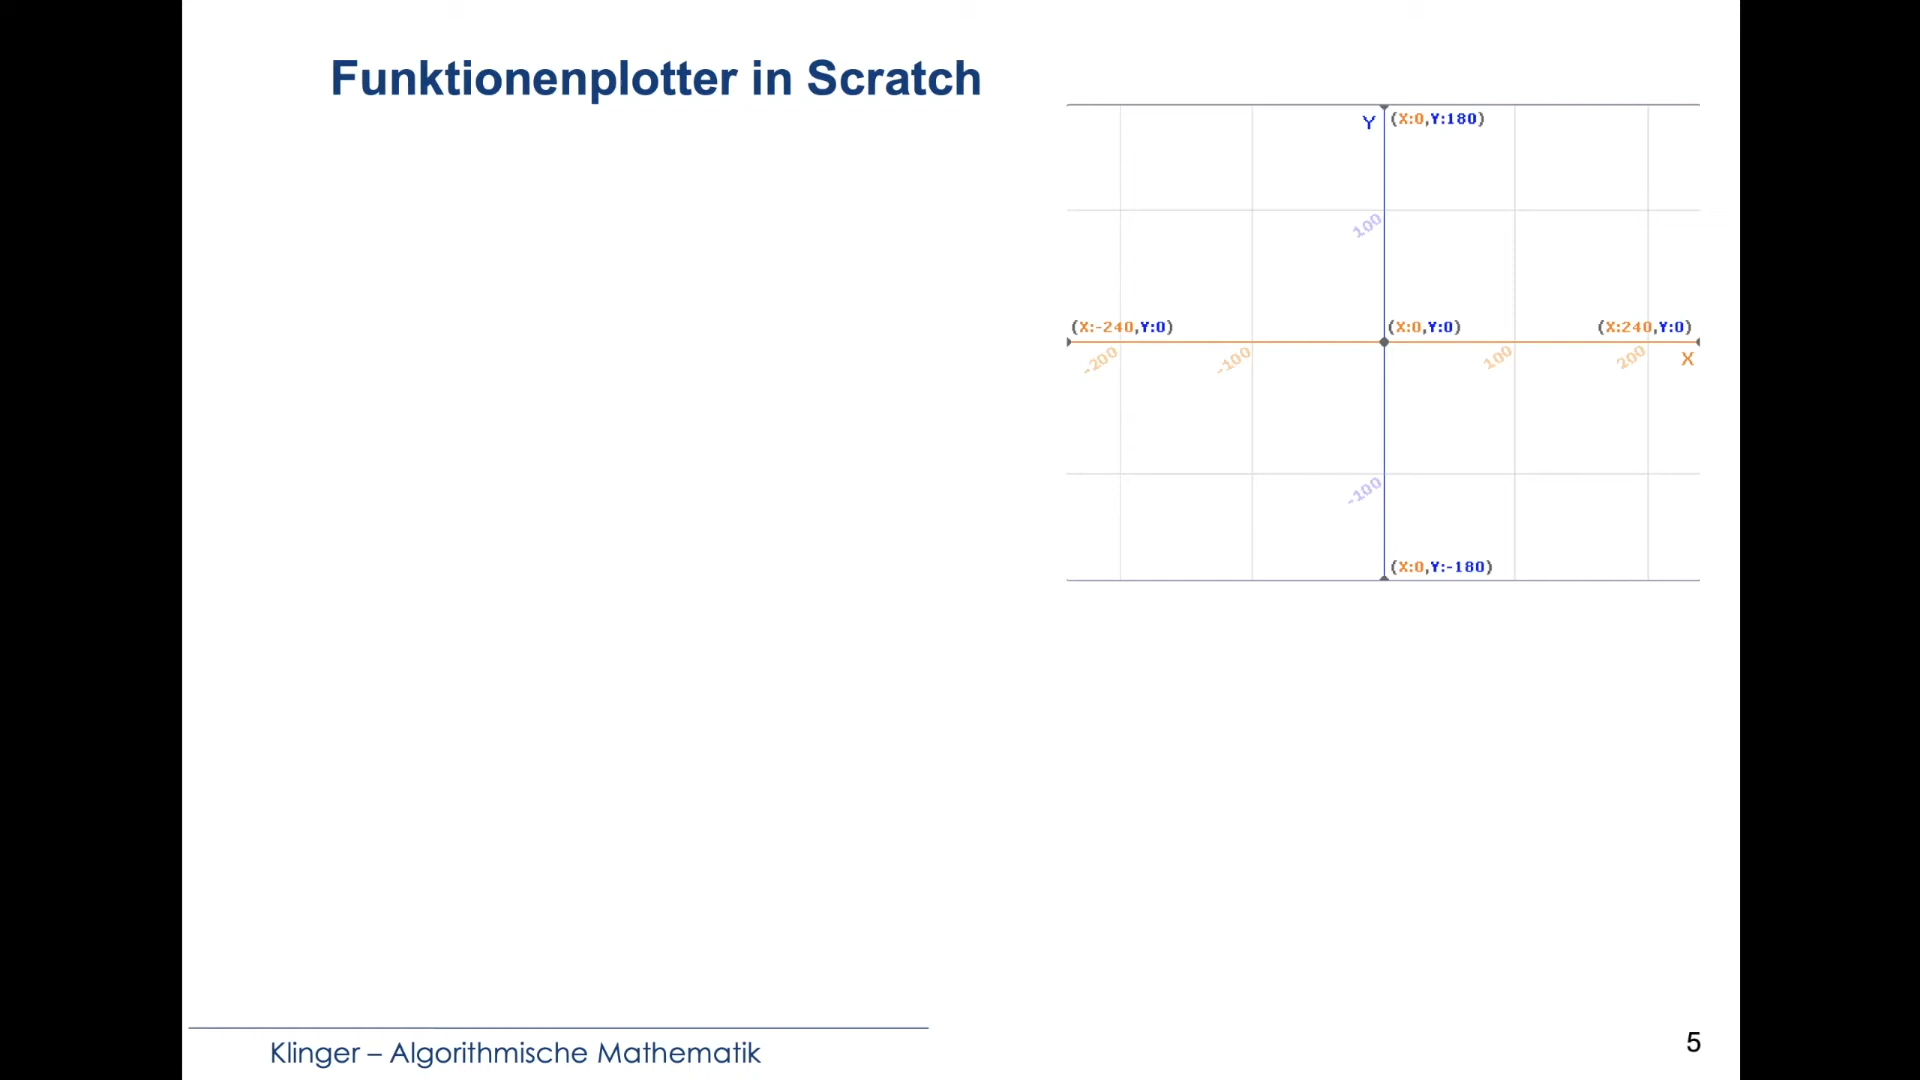 Funktionenplotter in Scratch
Y (X:0,Y:180)
100
(X:-240,Y:0) (X:0,Y:0) (X:240,Y:0)
-200 -100 100 200 X
-100
(X:0,Y:-180)
Klinger – Algorithmische Mathematik
5